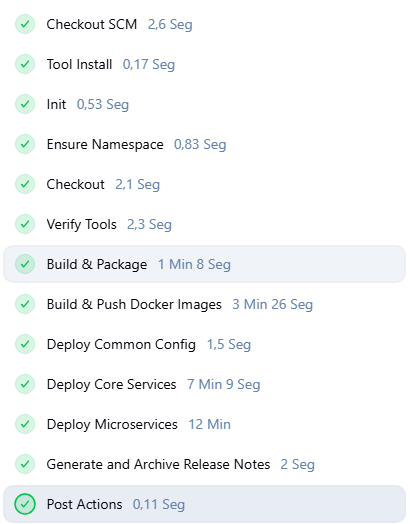 Checkout SCM 2,6 Seg
Tool Install 0,17 Seg
Init 0,53 Seg
Ensure Namespace 0,83 Seg
Checkout 2,1 Seg
Verify Tools 2,3 Seg
Build & Package 1 Min 8 Seg
Build & Push Docker Images 3 Min 26 Seg
Deploy Common Config 1,5 Seg
Deploy Core Services 7 Min 9 Seg
Deploy Microservices 12 Min
Generate and Archive Release Notes 2 Seg
Post Actions 0,11 Seg